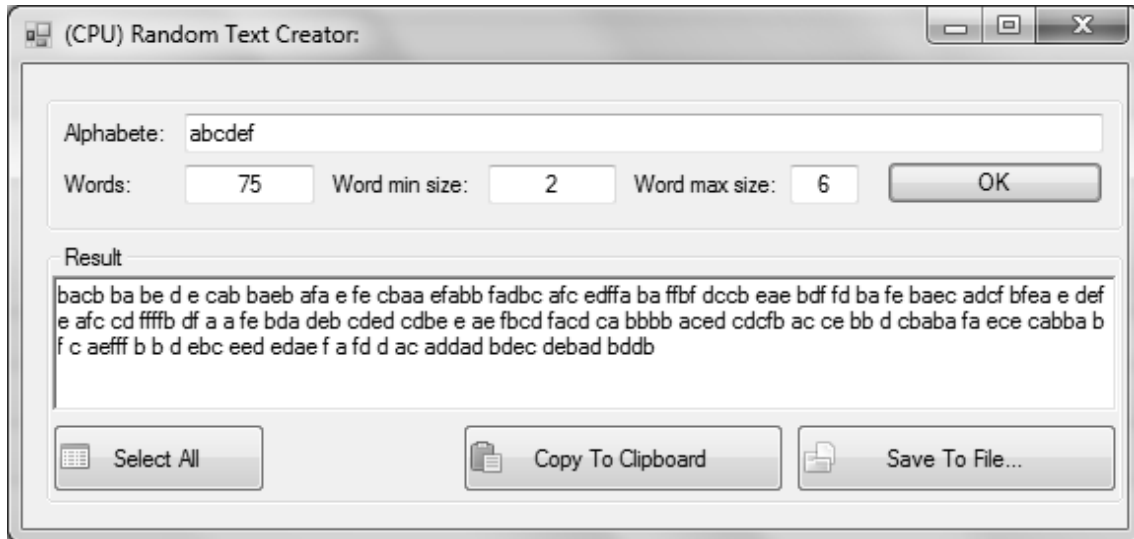 (CPU) Random Text Creator:
Alphabete: abcdef
Words: 75 Word min size: 2 Word max size: 6 OK
Result
bacb ba be d e cab baeb afa e fe cbaa efabb fadbc afc edffa ba ffbf dccb eae bdf fd ba fe baec adcf bfea e def
e afc cd ffffb df a a fe bda deb cded cdbe e ae fbcd facd ca bbbb aced cdcfb ac ce bb d cbaba fa ece cabba b
f c aefff b b d ebc eed edae f a fd d ac addad bdec debad bddb
Select All Copy To Clipboard Save To File...